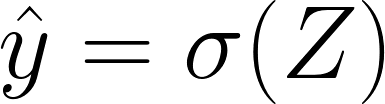 ŷ = σ(Z)